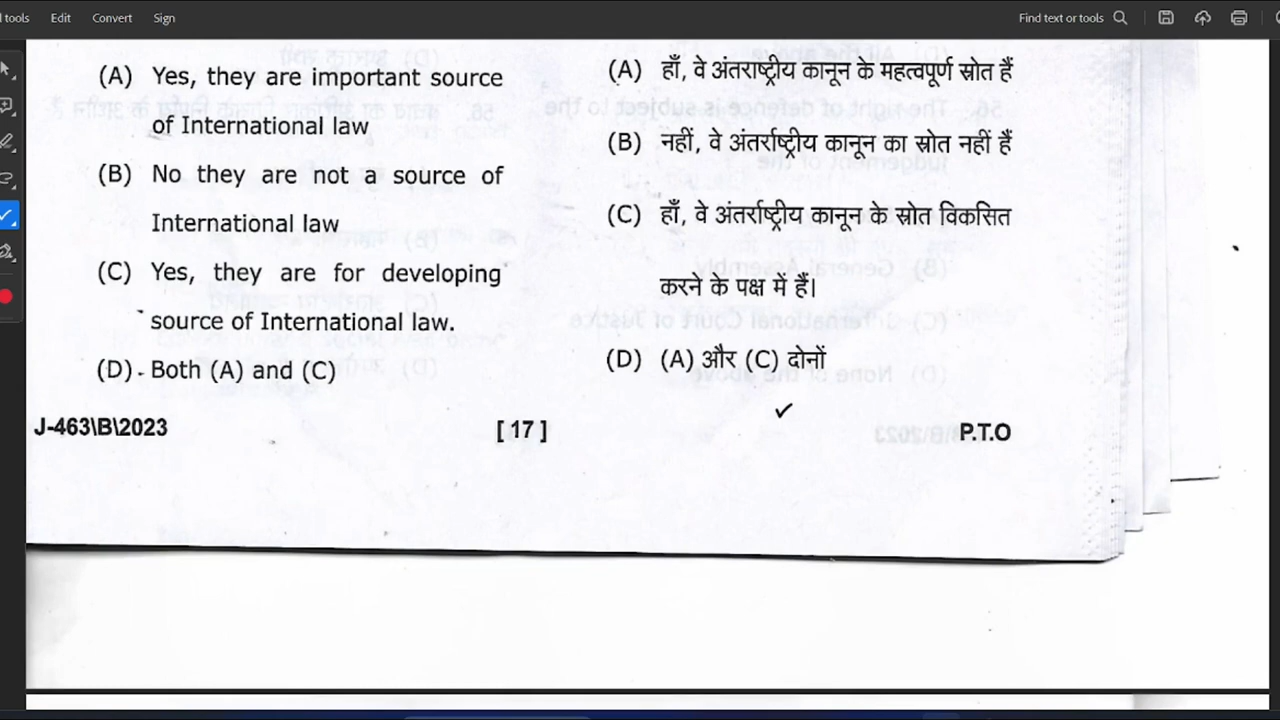 l tools Edit Convert Sign Find text or tools
(A) Yes, they are important source
of International law
(B) No they are not a source of
International law
(C) Yes, they are for developing
source of International law.
(D). Both (A) and (C)
(A) हाँ, वे अंतराष्ट्रीय कानून के महत्वपूर्ण स्रोत हैं
(B) नहीं, वे अंतर्राष्ट्रीय कानून का स्रोत नहीं हैं
(C) हाँ, वे अंतर्राष्ट्रीय कानून के स्रोत विकसित
करने के पक्ष में हैं।
(D) (A) और (C) दोनों
J-463\B\2023 [ 17 ] P.T.O